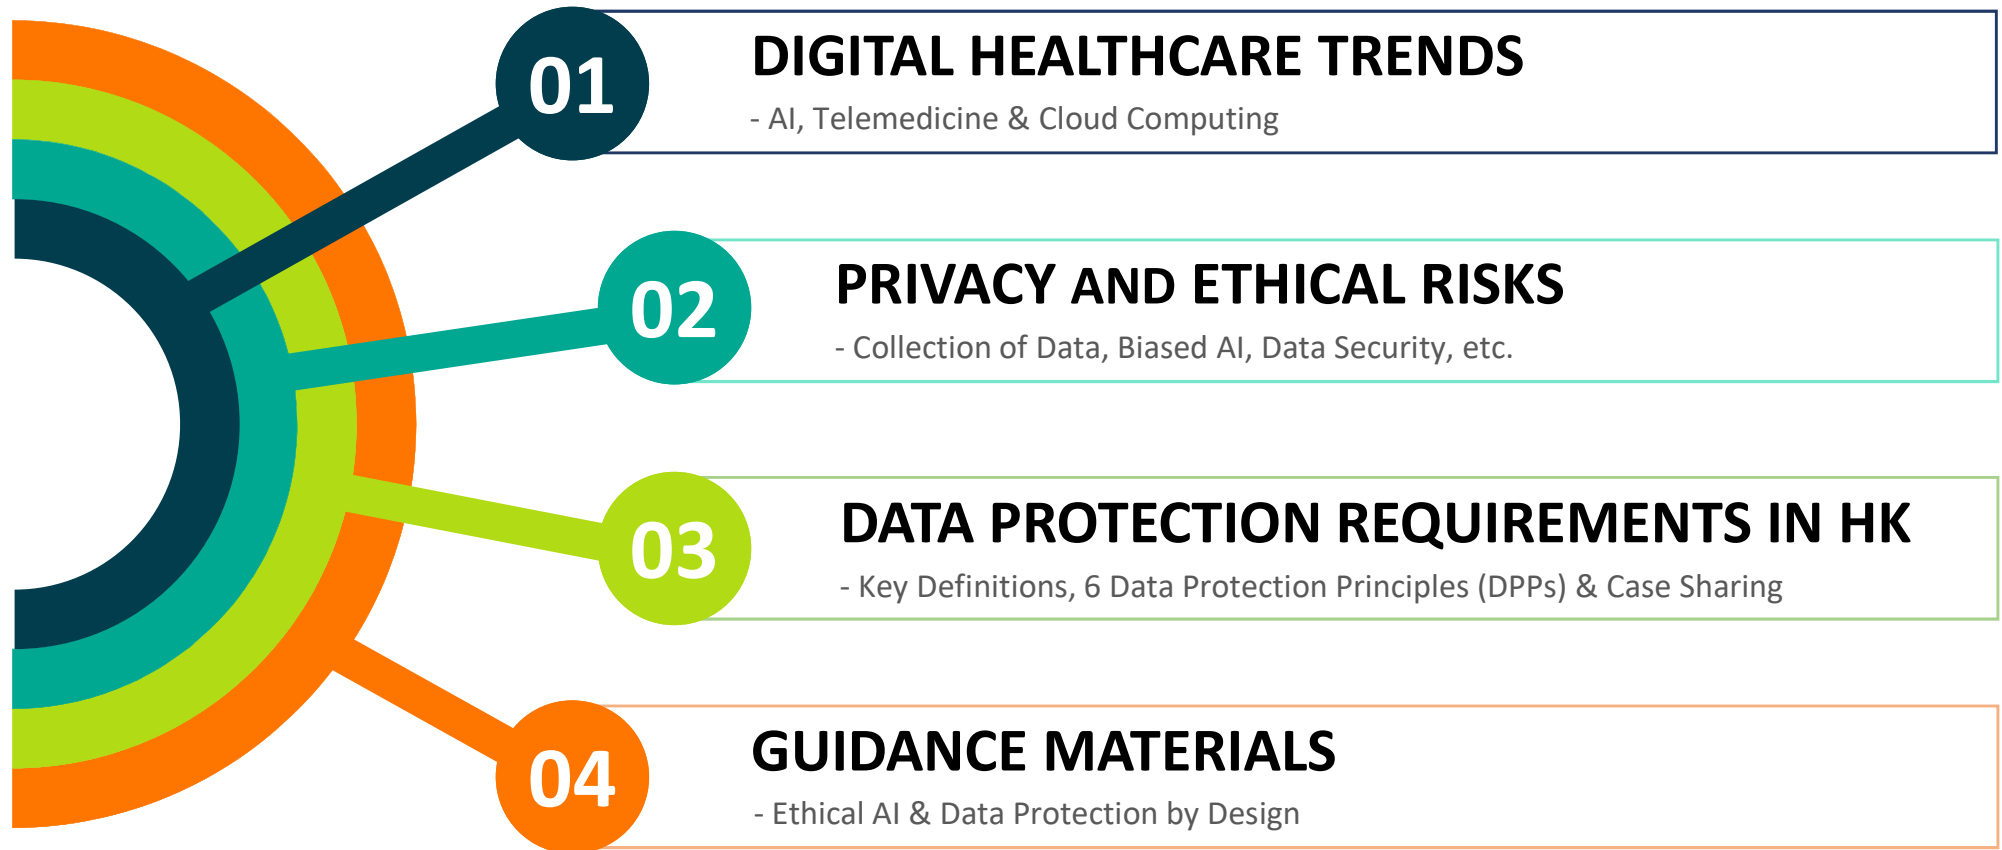 01
DIGITAL HEALTHCARE TRENDS
- AI, Telemedicine & Cloud Computing
02
PRIVACY AND ETHICAL RISKS
- Collection of Data, Biased AI, Data Security, etc.
03
DATA PROTECTION REQUIREMENTS IN HK
- Key Definitions, 6 Data Protection Principles (DPPs) & Case Sharing
04
GUIDANCE MATERIALS
- Ethical AI & Data Protection by Design